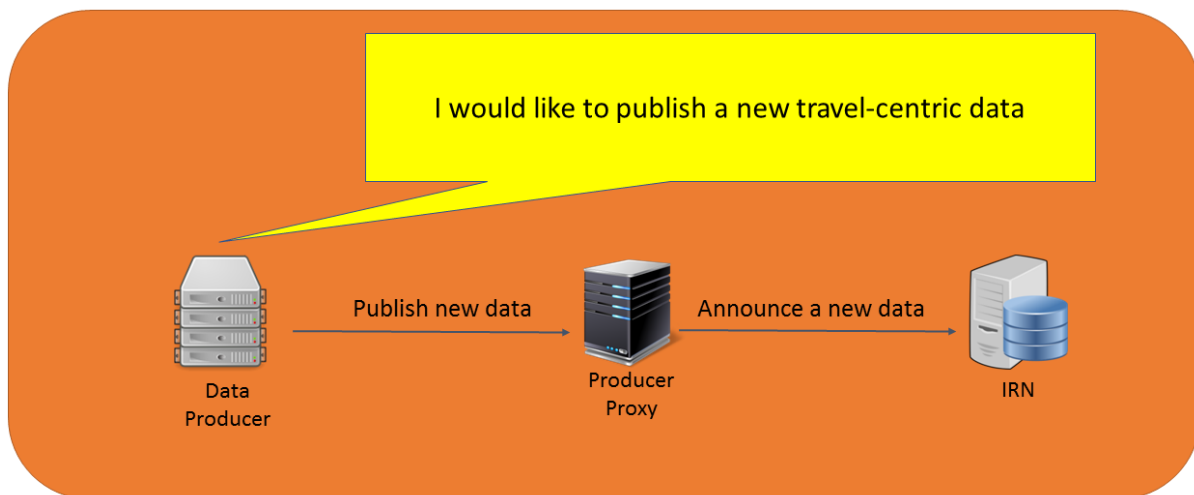 I would like to publish a new travel-centric data
Publish new data
Announce a new data
Data
Producer
Producer
Proxy
IRN